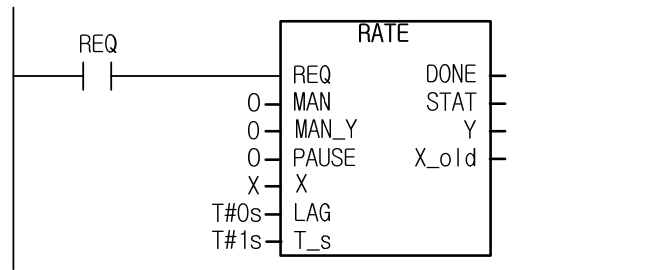 RATE
REQ
REQ DONE
0 MAN STAT
0 MAN_Y Y
0 PAUSE X_old
X X
T#0s LAG
T#1s T_s